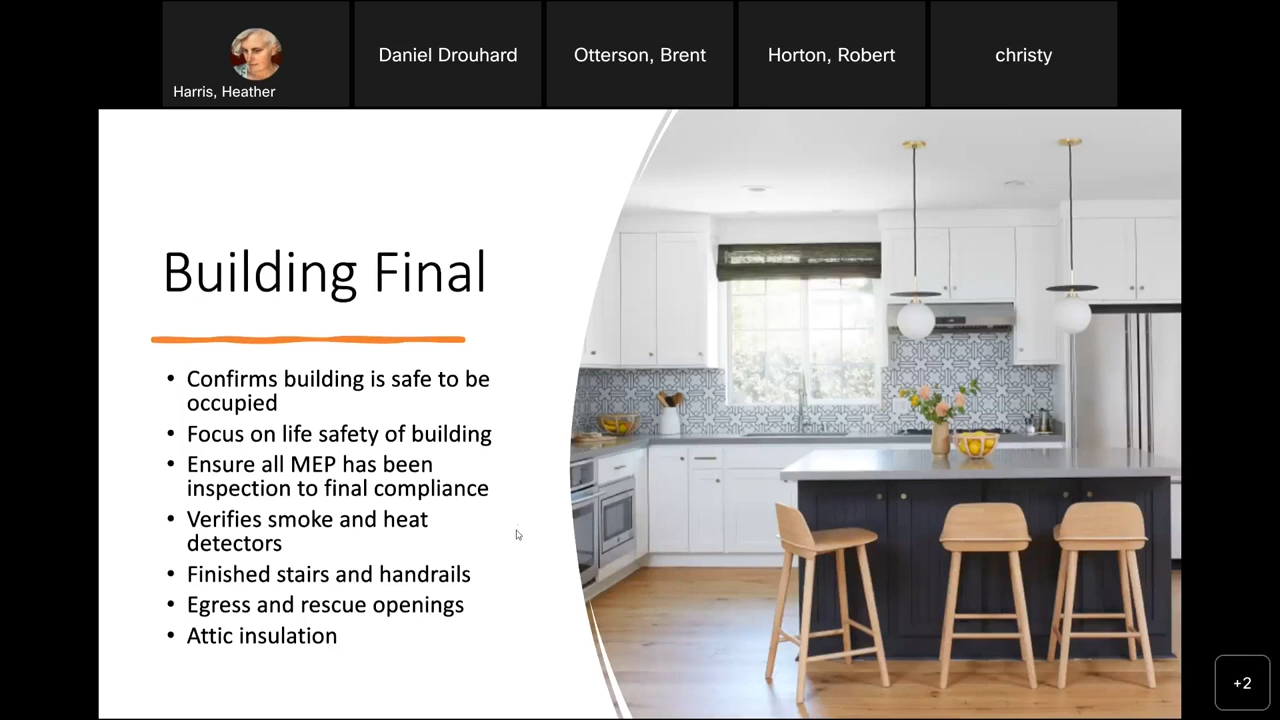 Daniel Drouhard
Otterson, Brent
Horton, Robert
christy
Harris, Heather
Building Final
• Confirms building is safe to be
occupied
• Focus on life safety of building
• Ensure all MEP has been
inspection to final compliance
• Verifies smoke and heat
detectors
• Finished stairs and handrails
• Egress and rescue openings
• Attic insulation
+2